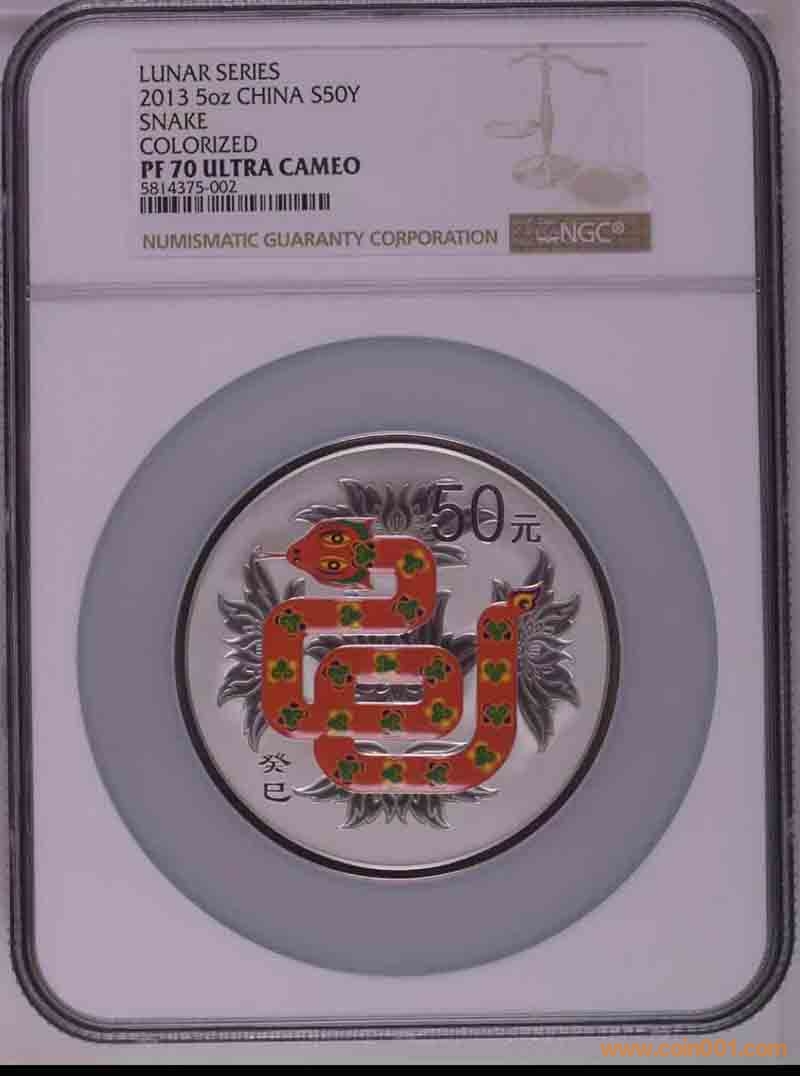 LUNAR SERIES
2013 5oz CHINA S50Y
SNAKE
COLORIZED
PF 70 ULTRA CAMEO
5814375-002
NUMISMATIC GUARANTY CORPORATION
NGC®
50元
癸
巳
www.coin001.com